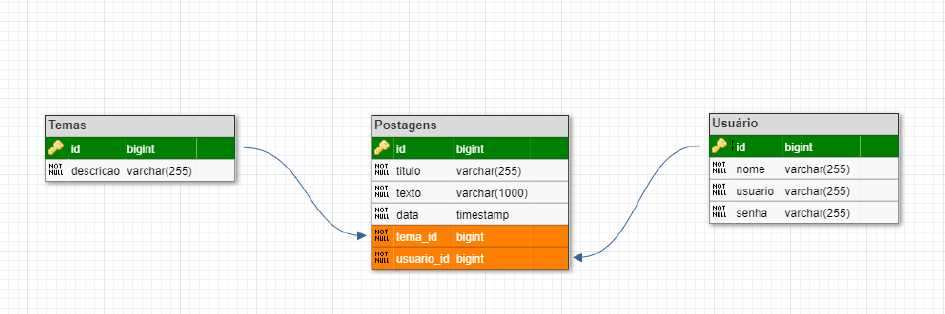 Temas
id bigint
NOT NULL descricao varchar(255)
Postagens
id bigint
NOT NULL titulo varchar(255)
NOT NULL texto varchar(1000)
NOT NULL data timestamp
NOT NULL tema_id bigint
NOT NULL usuario_id bigint
Usuário
id bigint
NOT NULL nome varchar(255)
NOT NULL usuario varchar(255)
NOT NULL senha varchar(255)